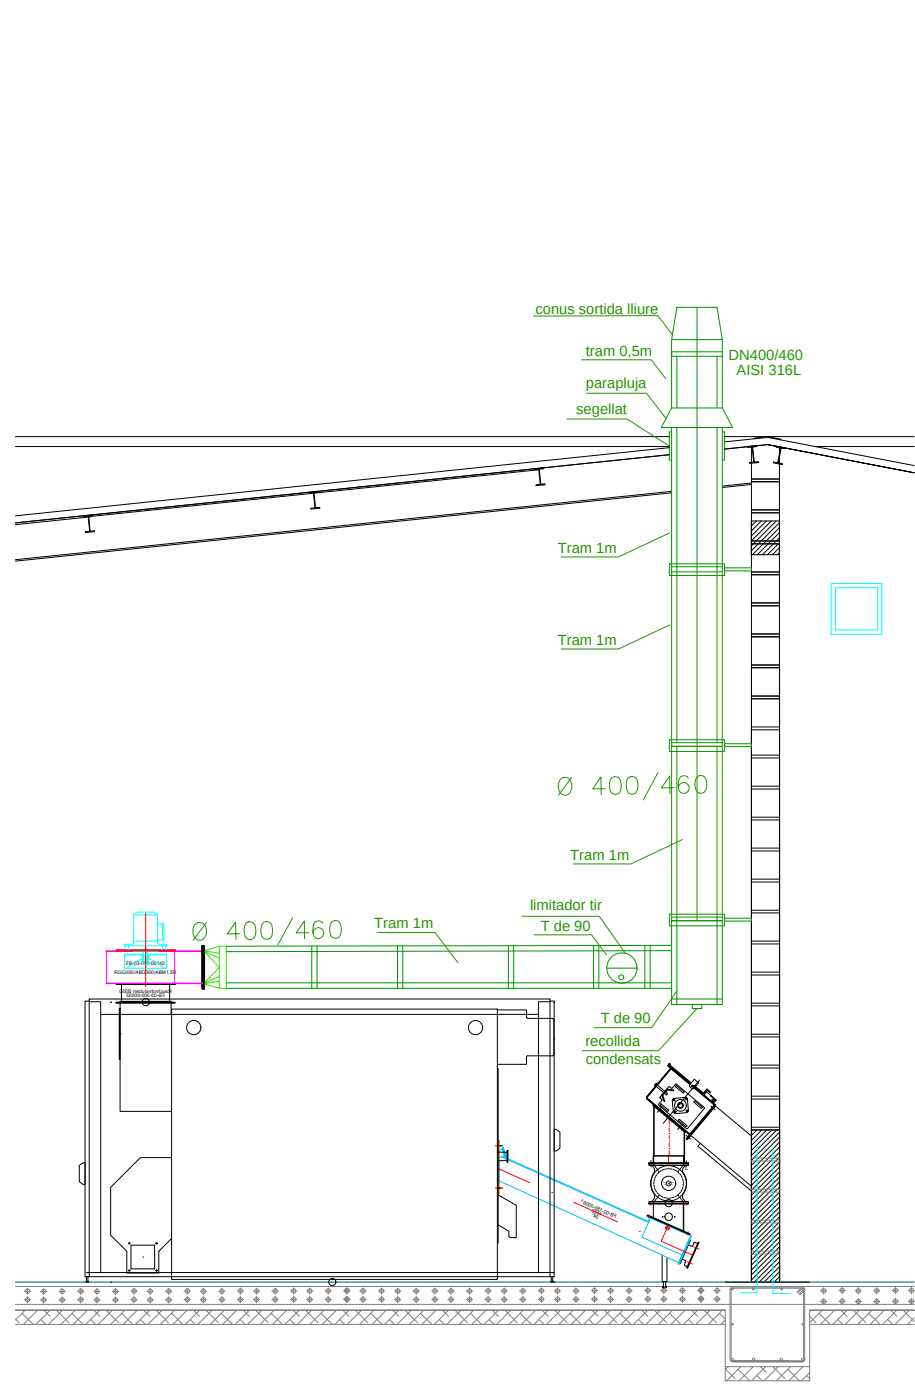 conus sortida lliure
tram 0,5m
DN400/460
AISI 316L
parapluja
segellat
Tram 1m
Tram 1m
Ø 400/460
Tram 1m
limitador tir
T de 90
Tram 1m
Ø 400/460
T de 90
recollida
condensats